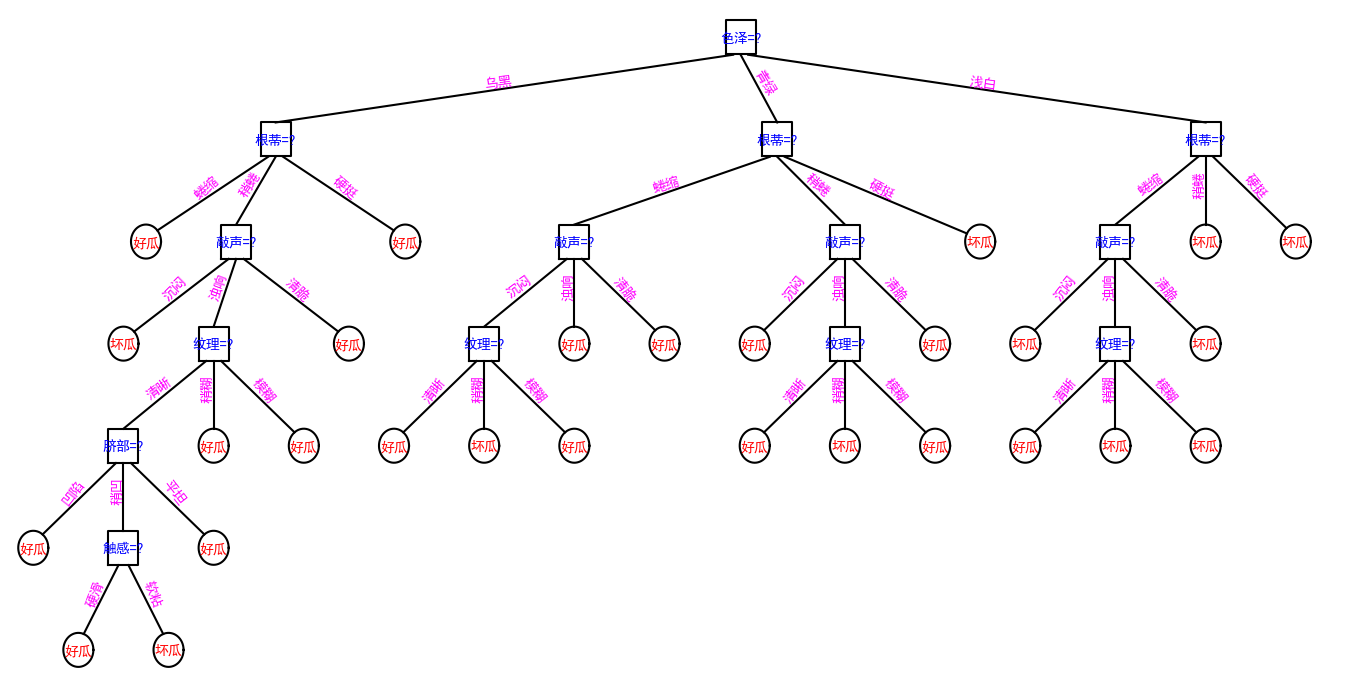 色泽=?
乌黑
青绿
浅白
根蒂=?
根蒂=?
根蒂=?
蜷缩
稍蜷
硬挺
蜷缩
稍蜷
硬挺
蜷缩
稍蜷
硬挺
好瓜
敲声=?
好瓜
敲声=?
敲声=?
坏瓜
敲声=?
坏瓜
坏瓜
沉闷
浊响
清脆
沉闷
浊响
清脆
沉闷
浊响
清脆
沉闷
浊响
清脆
坏瓜
纹理=?
好瓜
纹理=?
好瓜
好瓜
好瓜
纹理=?
好瓜
坏瓜
纹理=?
坏瓜
清晰
稍糊
模糊
清晰
稍糊
模糊
清晰
稍糊
模糊
清晰
稍糊
模糊
脐部=?
好瓜
好瓜
好瓜
坏瓜
好瓜
好瓜
坏瓜
好瓜
好瓜
坏瓜
坏瓜
凹陷
稍凹
平坦
好瓜
触感=?
好瓜
硬滑
软粘
好瓜
坏瓜